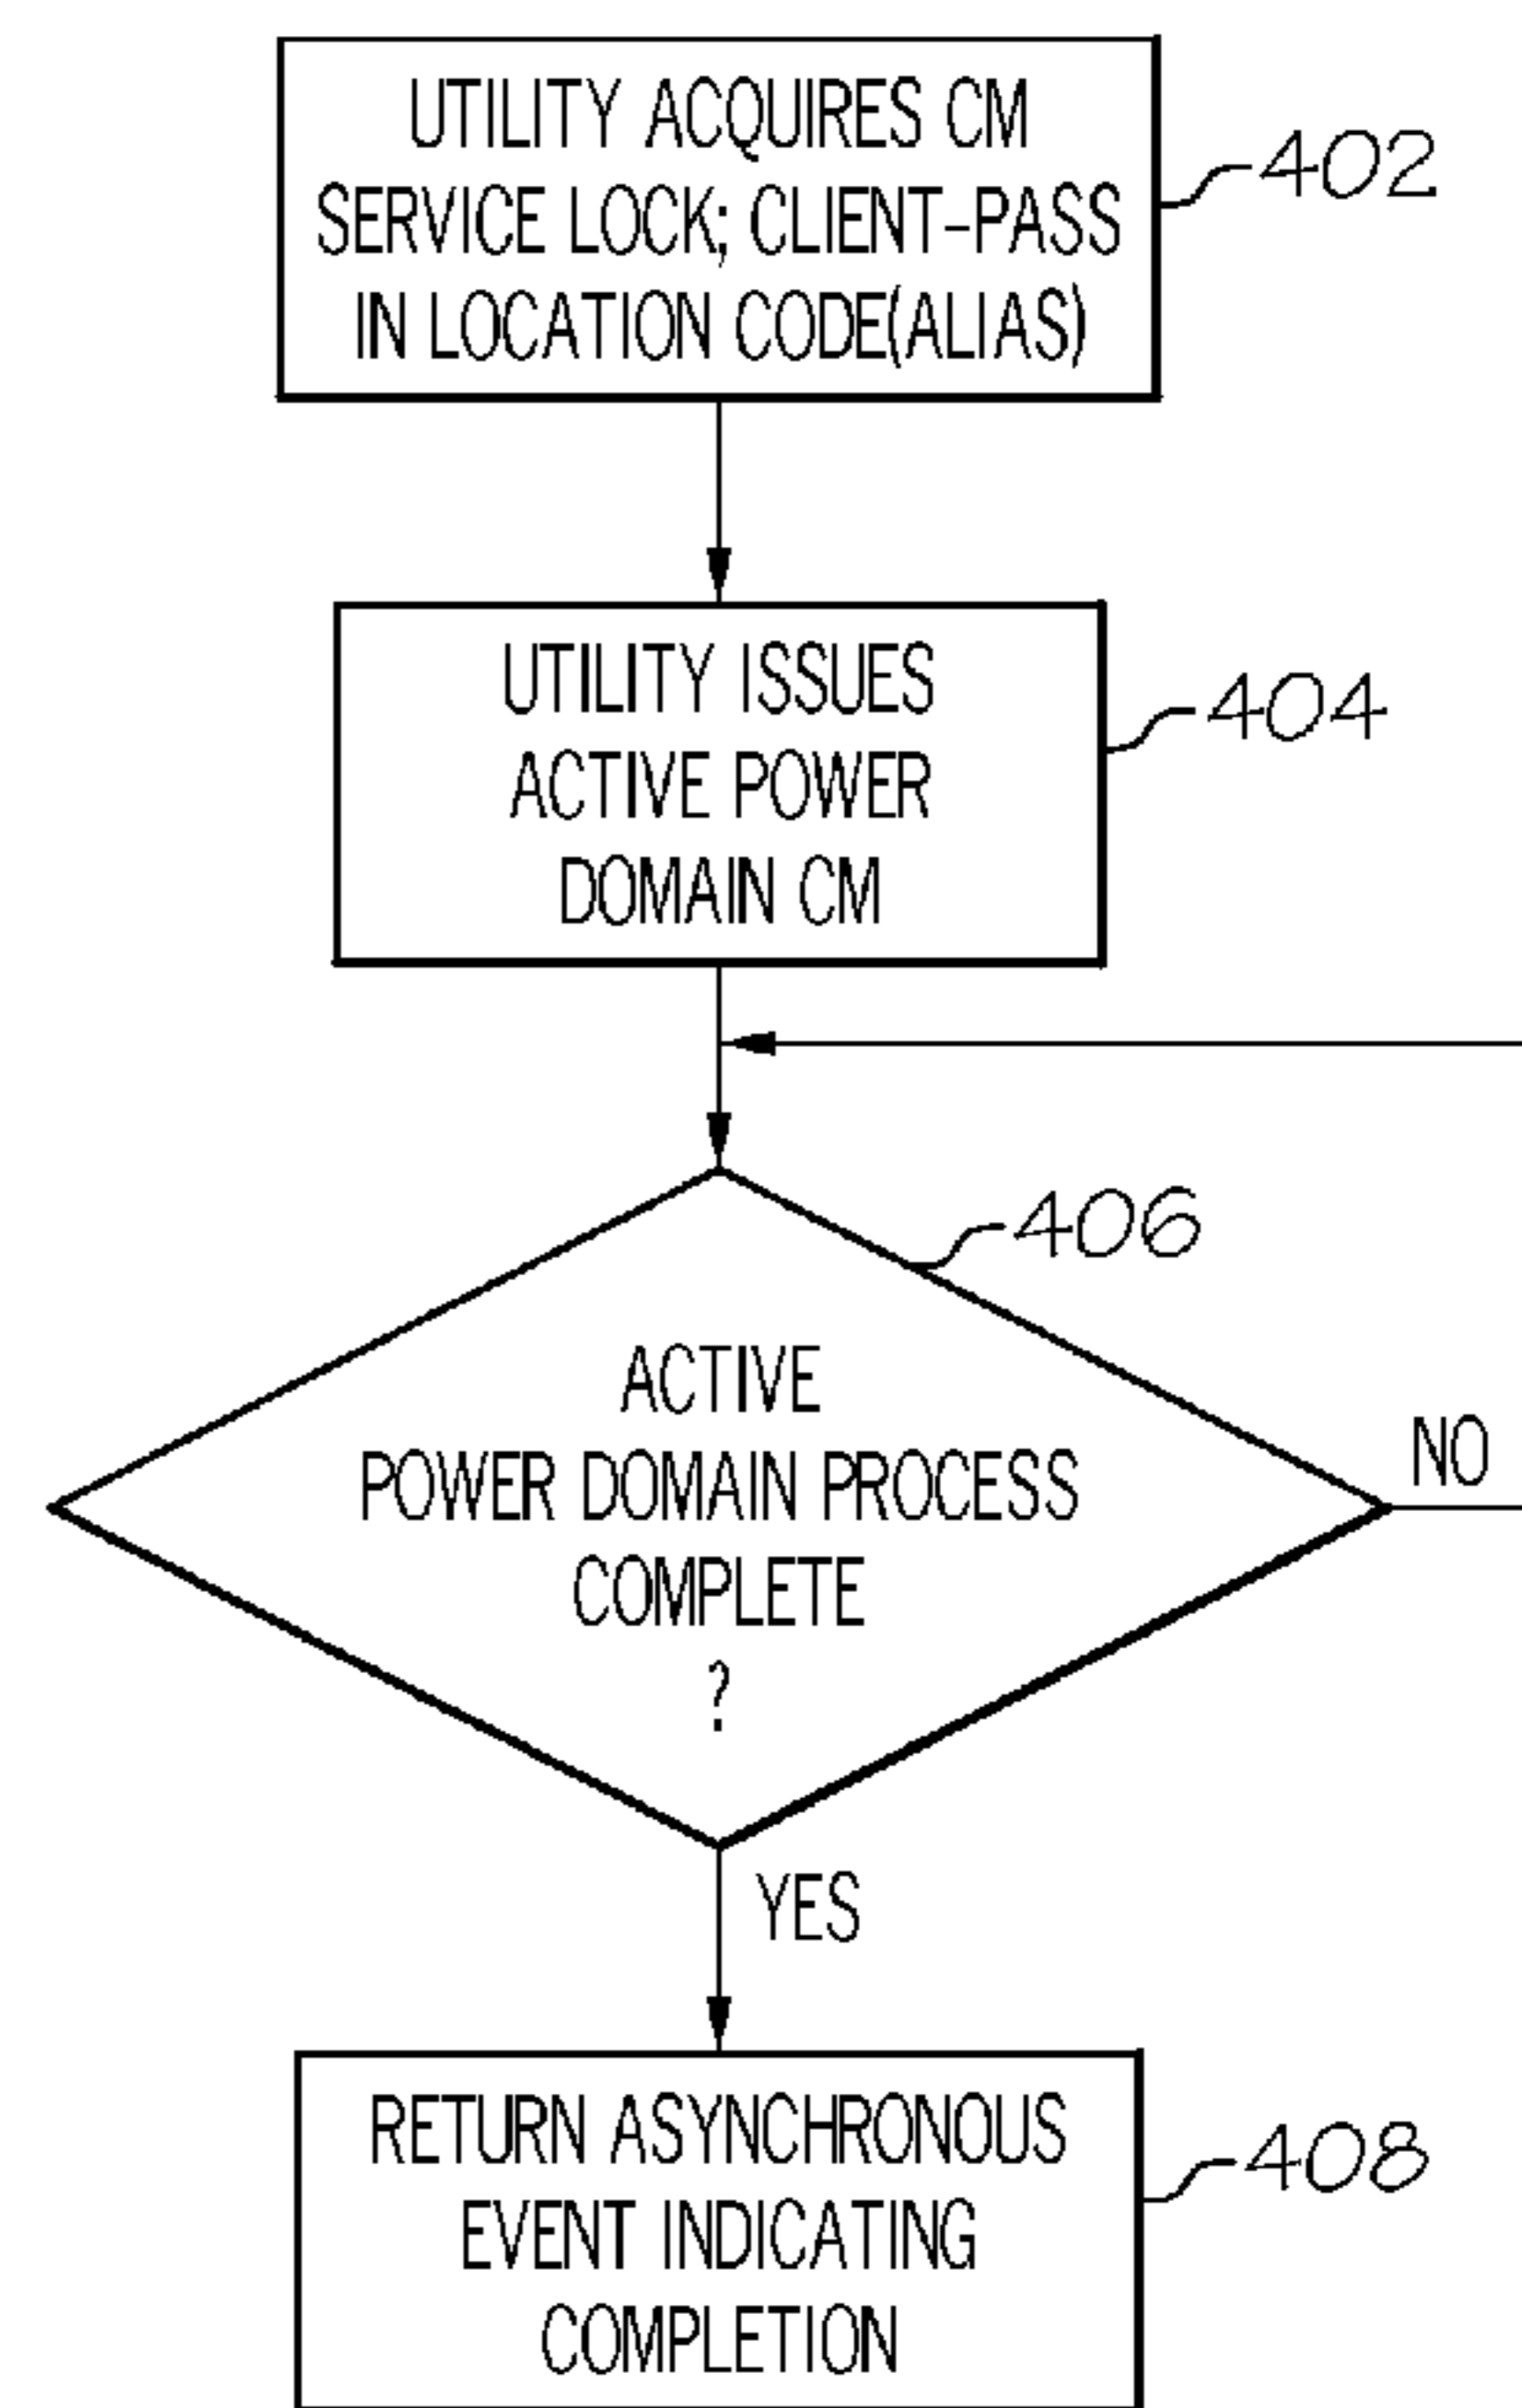 UTILITY ACQUIRES CM
SERVICE LOCK; CLIENT-PASS
IN LOCATION CODE(ALIAS)
402
UTILITY ISSUES
ACTIVE POWER
DOMAIN CM
404
406
ACTIVE
POWER DOMAIN PROCESS
COMPLETE
?
NO
YES
RETURN ASYNCHRONOUS
EVENT INDICATING
COMPLETION
408